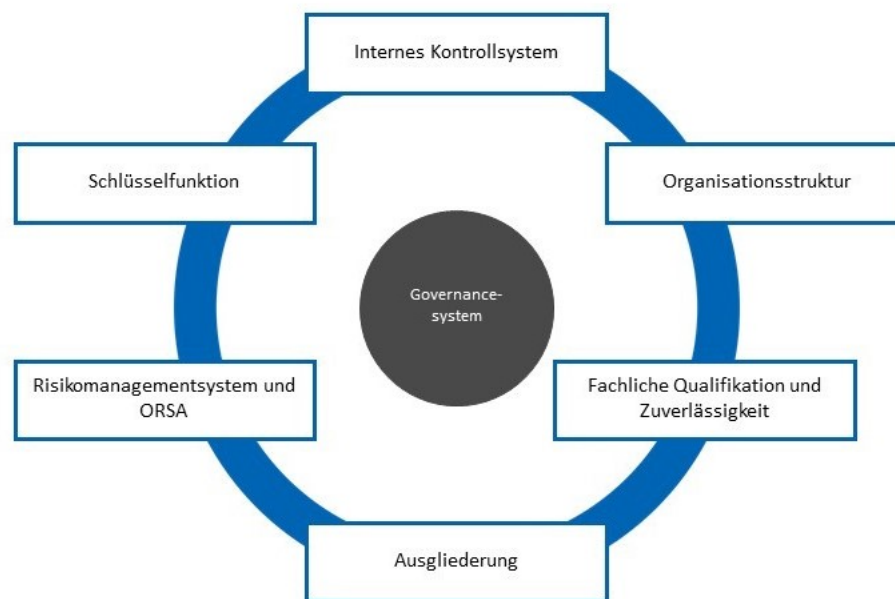 Internes Kontrollsystem
Schlüsselfunktion
Organisationsstruktur
Governance-
system
Risikomanagementsystem und
ORSA
Fachliche Qualifikation und
Zuverlässigkeit
Ausgliederung